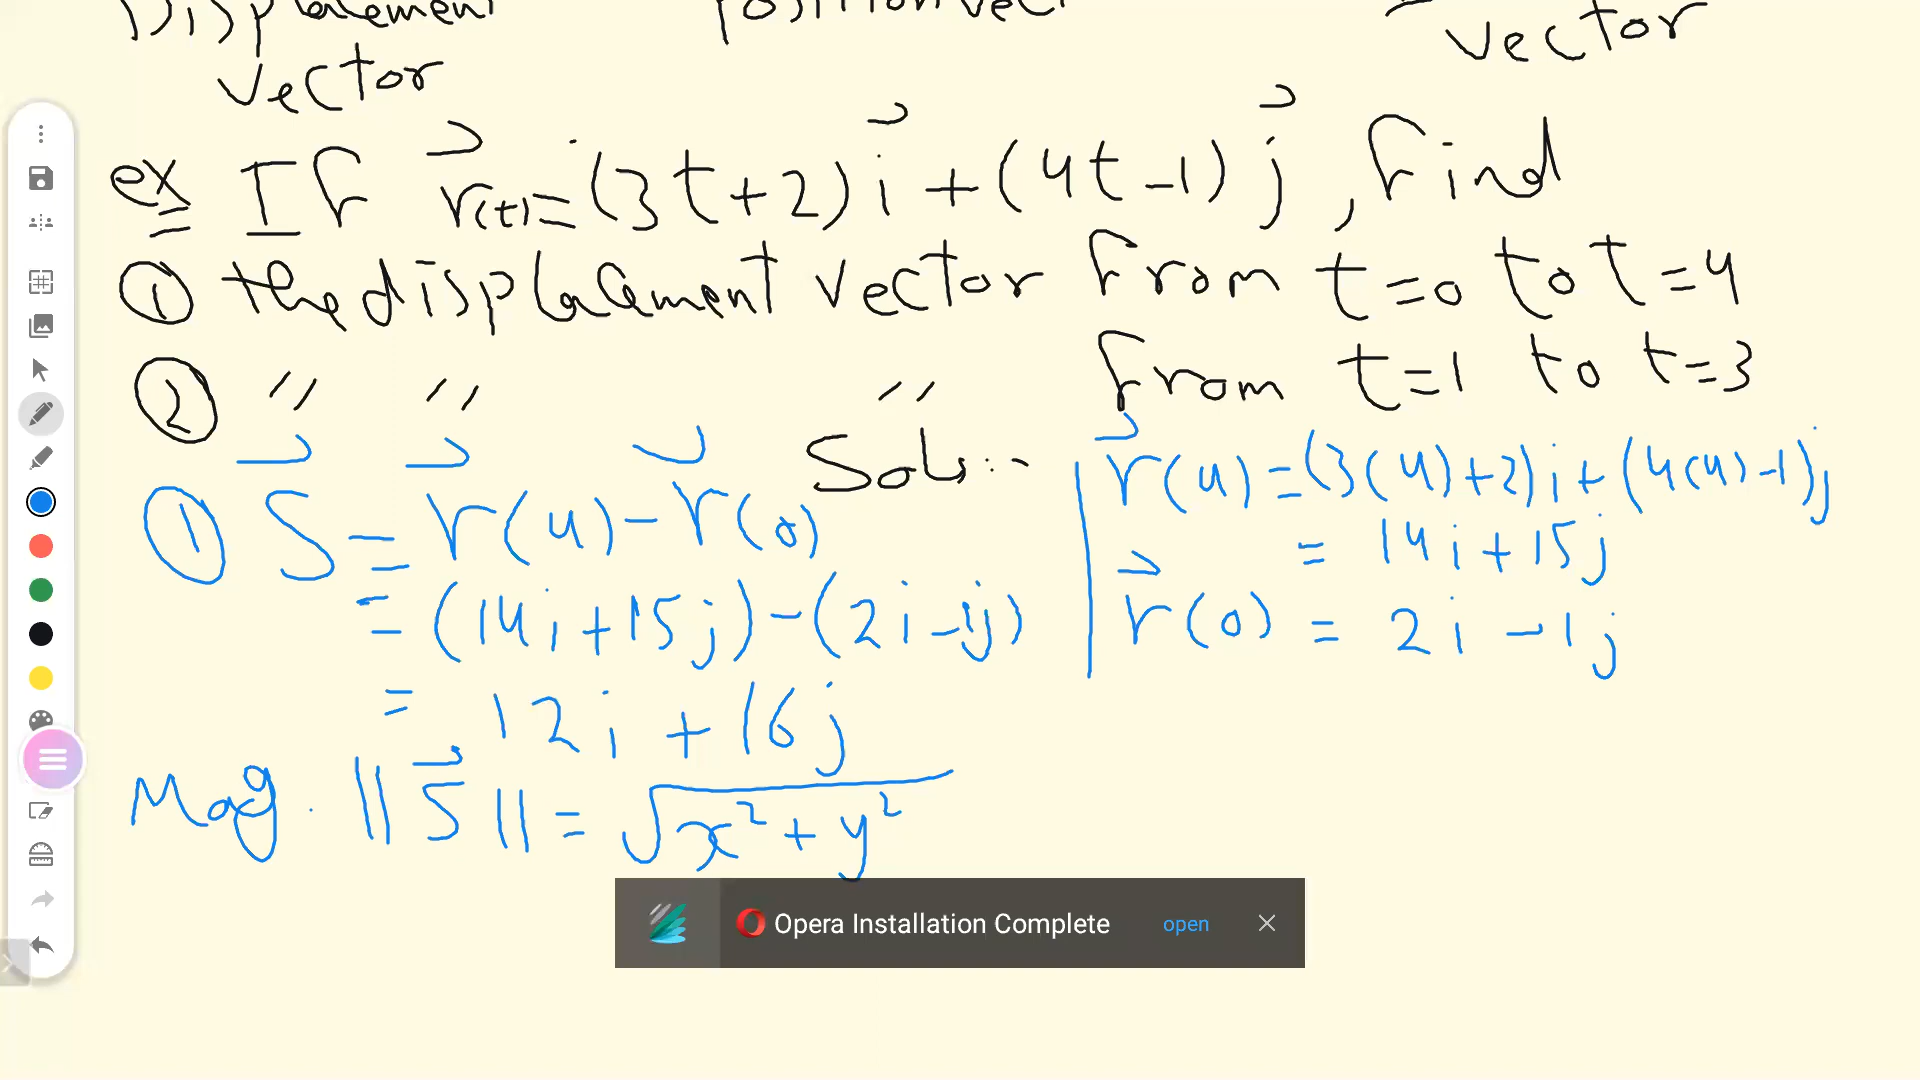 Displacement position vec
vector vector
ex If r(t)=(3t+2)i+(4t-1)j, Find
① the displacement vector From t=0 to t=4
② " " " From t=1 to t=3
Sol:-
① S = r(4)-r(0)
= (14i+15j)-(2i-1j)
= 12i+16j
Mag. ||S|| = √x²+y²
r(4)=(3(4)+2)i+(4(4)-1)j
= 14i+15j
r(0) = 2i-1j
Opera Installation Complete open